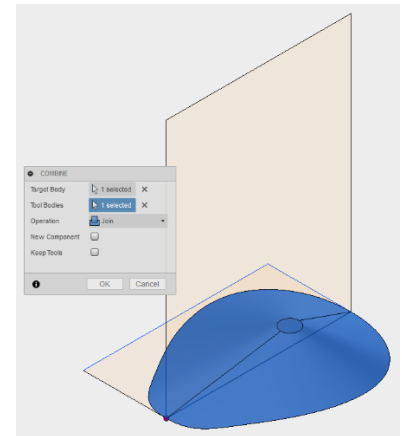 COMBINE
Target Body 1 selected
Tool Bodies 1 selected
Operation Join
New Component
Keep Tools
OK Cancel